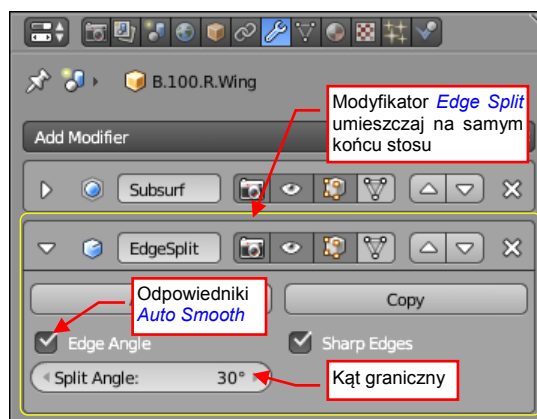 B.100.R.Wing
Modyfikator Edge Split
umieszczaj na samym
końcu stosu
Add Modifier
Subsurf
EdgeSplit
Odpowiedniki
Auto Smooth
Copy
Edge Angle
Sharp Edges
Split Angle: 30°
Kąt graniczny